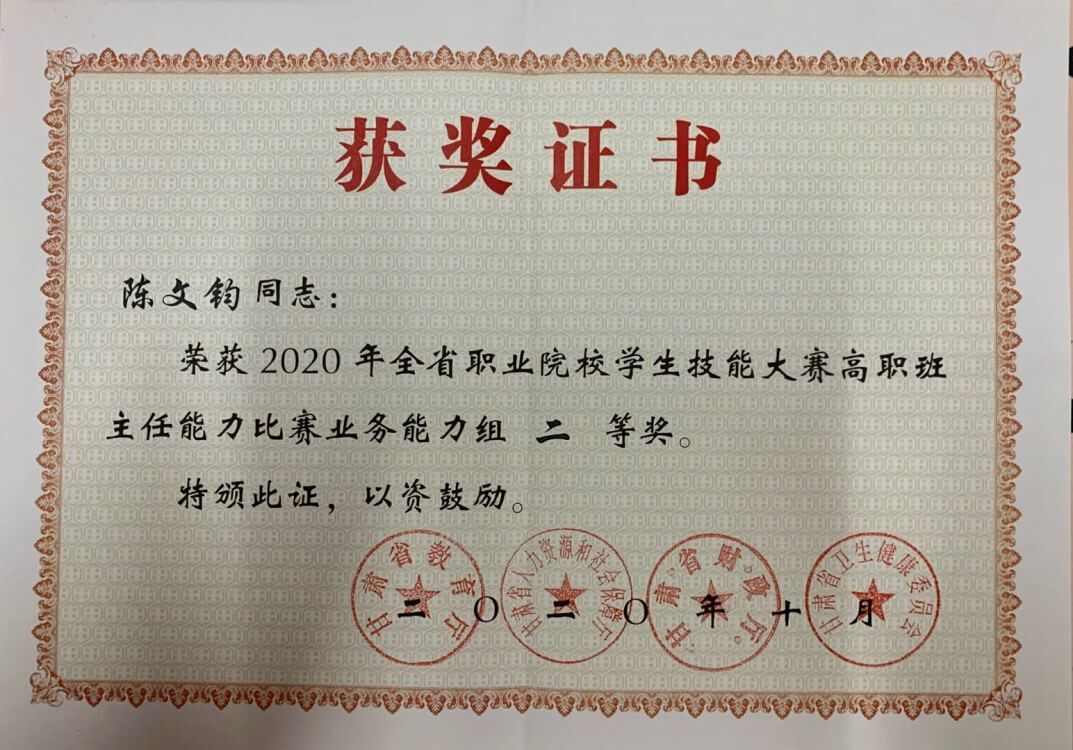 获奖证书
陈文钧同志：
荣获2020年全省职业院校学生技能大赛高职班
主任能力比赛业务能力组 二 等奖。
特颁此证，以资鼓励。
甘肃省教育厅
甘肃省人力资源和社会保障厅
甘肃省财政厅
甘肃省卫生健康委员会
二〇二〇年十月